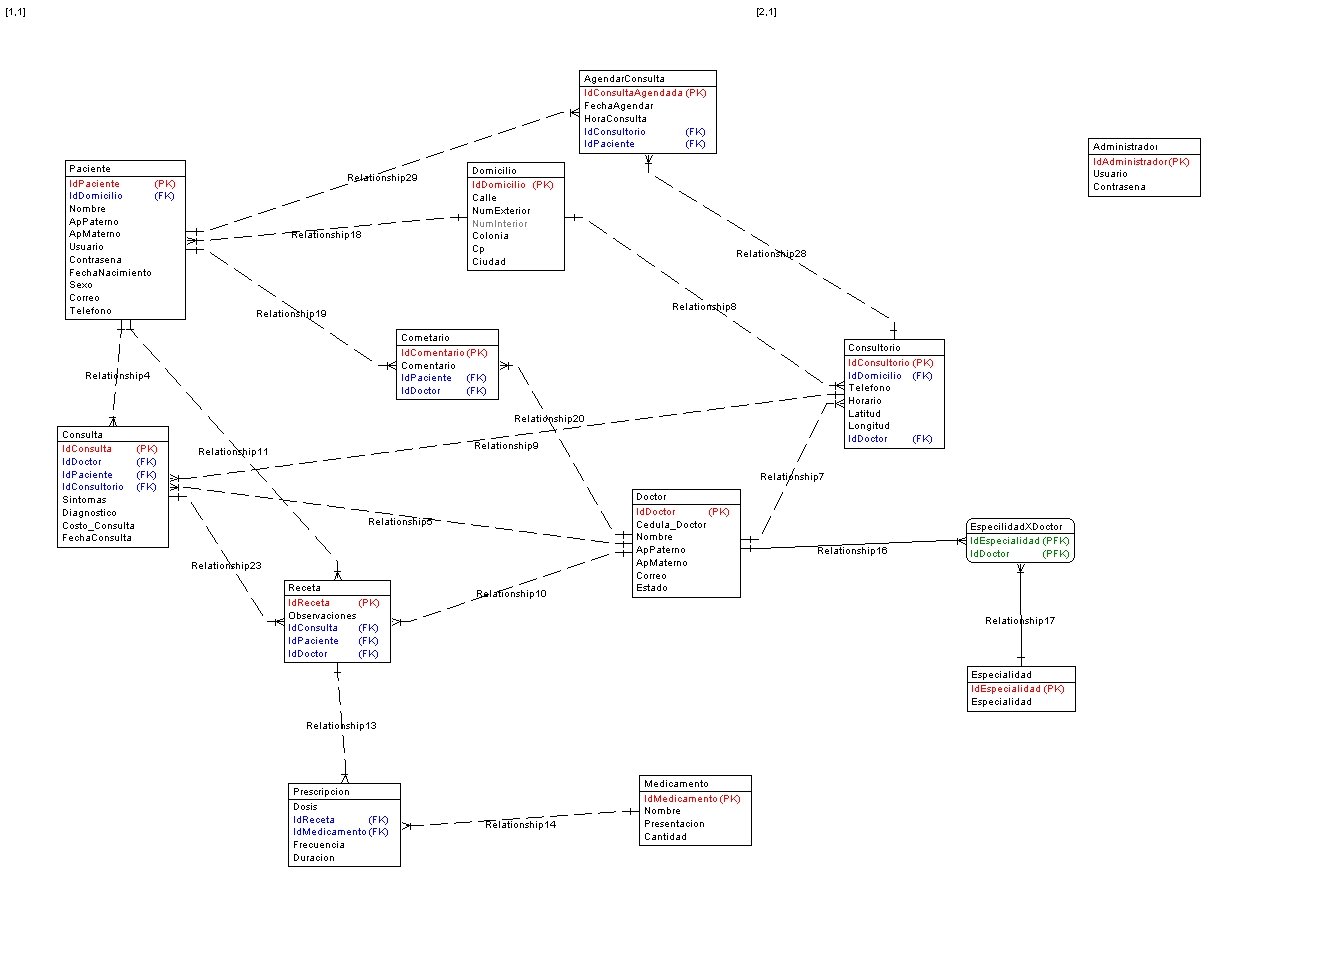 [1,1]
[2,1]
AgendarConsulta
IdConsultaAgendada (PK)
FechaAgendar
HoraConsulta
IdConsultorio (FK)
IdPaciente (FK)
Administrador
IdAdministrador (PK)
Usuario
Contrasena
Paciente
IdPaciente (PK)
IdDomicilio (FK)
Nombre
ApPaterno
ApMaterno
Usuario
Contrasena
FechaNacimiento
Sexo
Correo
Telefono
Domicilio
IdDomicilio (PK)
Calle
NumExterior
NumInterior
Colonia
Cp
Ciudad
Relationship29
Relationship18
Relationship28
Relationship8
Relationship19
Cometario
IdComentario (PK)
Comentario
IdPaciente (FK)
IdDoctor (FK)
Consultorio
IdConsultorio (PK)
IdDomicilio (FK)
Telefono
Horario
Latitud
Longitud
IdDoctor (FK)
Relationship4
Relationship20
Relationship9
Relationship11
Relationship7
Consulta
IdConsulta (PK)
IdDoctor (FK)
IdPaciente (FK)
IdConsultorio (FK)
Sintomas
Diagnostico
Costo_Consulta
FechaConsulta
Relationship5
Doctor
IdDoctor (PK)
Cedula_Doctor
Nombre
ApPaterno
ApMaterno
Correo
Estado
EspecilidadXDoctor
IdEspecialidad (PFK)
IdDoctor (PFK)
Relationship16
Relationship23
Relationship10
Relationship17
Receta
IdReceta (PK)
Observaciones
IdConsulta (FK)
IdPaciente (FK)
IdDoctor (FK)
Especialidad
IdEspecialidad (PK)
Especialidad
Relationship13
Prescripcion
Dosis
IdReceta (FK)
IdMedicamento (FK)
Frecuencia
Duracion
Relationship14
Medicamento
IdMedicamento (PK)
Nombre
Presentacion
Cantidad